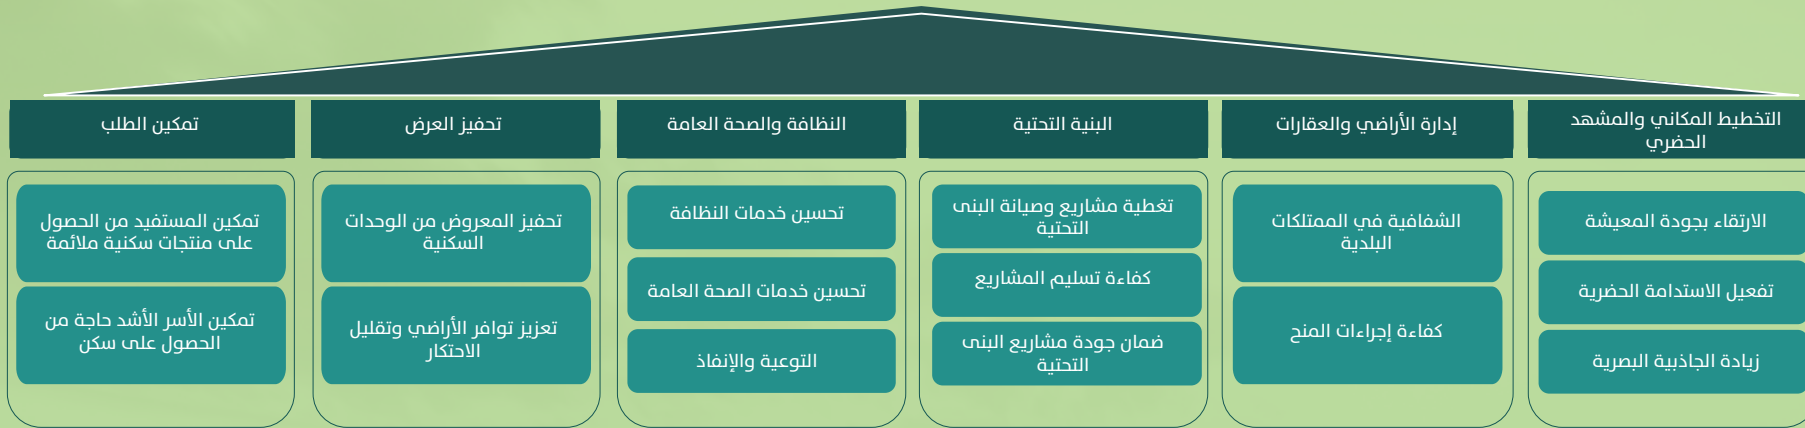 التخطيط المكاني والمشهد
الحضري
الارتقاء بجودة المعيشة
تفعيل الاستدامة الحضرية
زيادة الجاذبية البصرية
إدارة الأراضي والعقارات
الشفافية في الممتلكات
البلدية
كفاءة إجراءات المنح
البنية التحتية
تغطية مشاريع وصيانة البنى
التحتية
كفاءة تسليم المشاريع
ضمان جودة مشاريع البنى
التحتية
النظافة والصحة العامة
تحسين خدمات النظافة
تحسين خدمات الصحة العامة
التوعية والإنفاذ
تحفيز العرض
تحفيز المعروض من الوحدات
السكنية
تعزيز توافر الأراضي وتقليل
الاحتكار
تمكين الطلب
تمكين المستفيد من الحصول
على منتجات سكنية ملائمة
تمكين الأسر الأشد حاجة من
الحصول على سكن